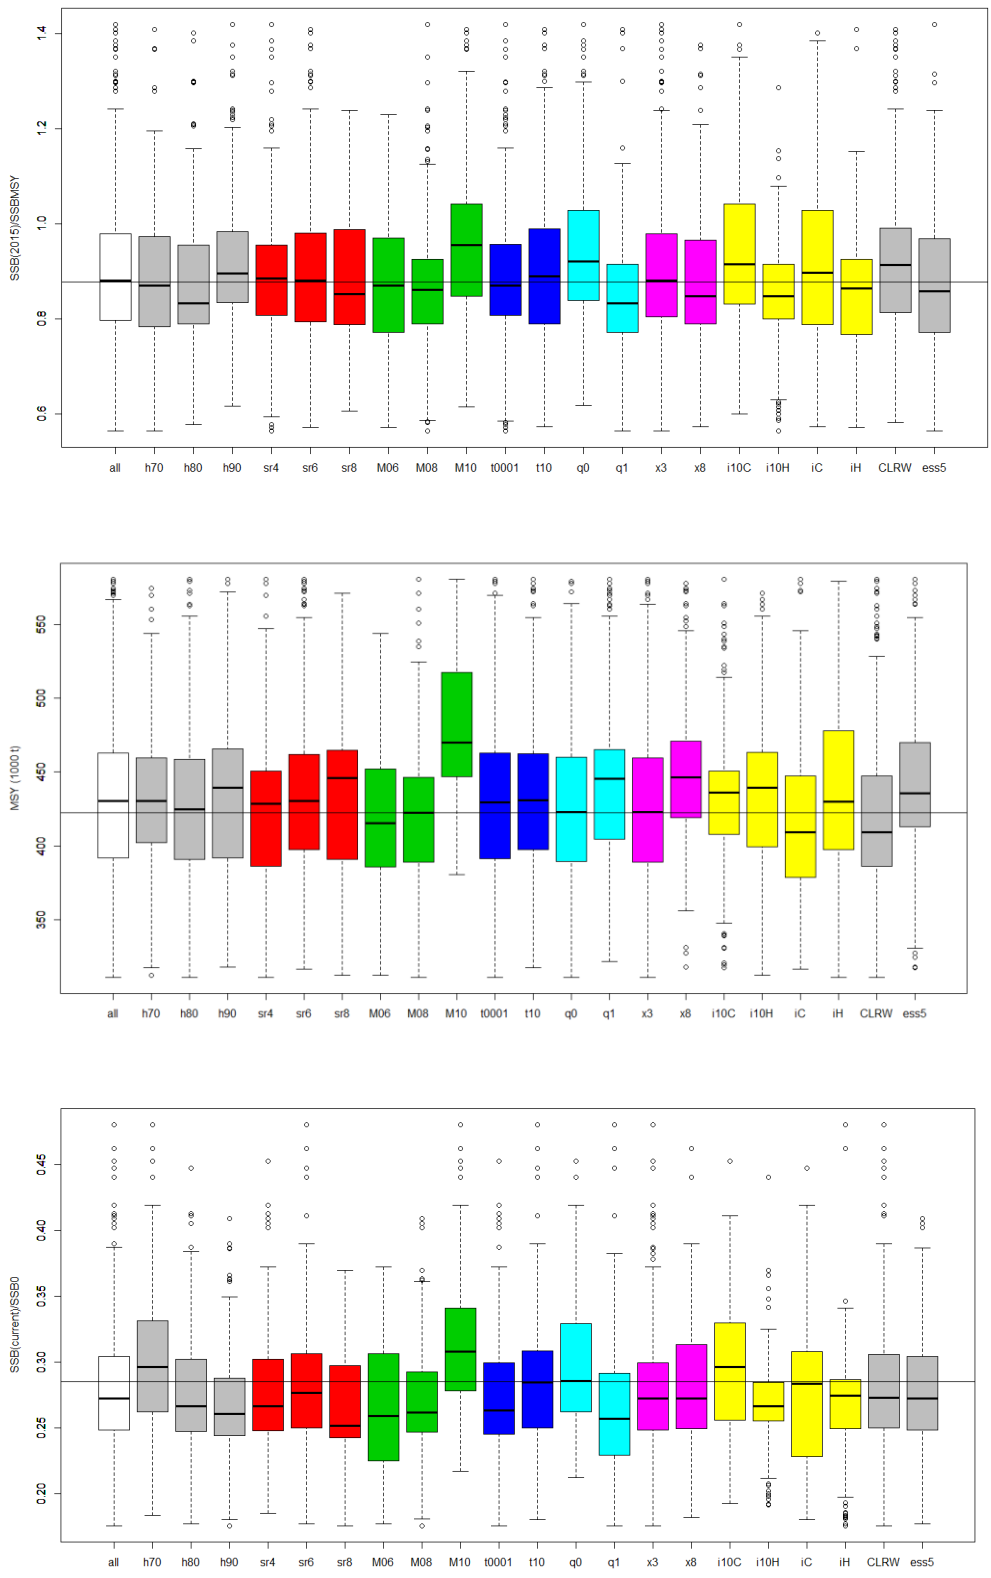 SSB(2015)/SSBMSY
1.4
1.2
1.0
0.8
0.6
all h70 h80 h90 sr4 sr6 sr8 M06 M08 M10 t0001 t10 q0 q1 x3 x8 i10C i10H iC iH CLRW ess5
MSY (1000 t)
550
500
450
400
350
all h70 h80 h90 sr4 sr6 sr8 M06 M08 M10 t0001 t10 q0 q1 x3 x8 i10C i10H iC iH CLRW ess5
SSB(current)/SSB0
0.45
0.40
0.35
0.30
0.25
0.20
all h70 h80 h90 sr4 sr6 sr8 M06 M08 M10 t0001 t10 q0 q1 x3 x8 i10C i10H iC iH CLRW ess5